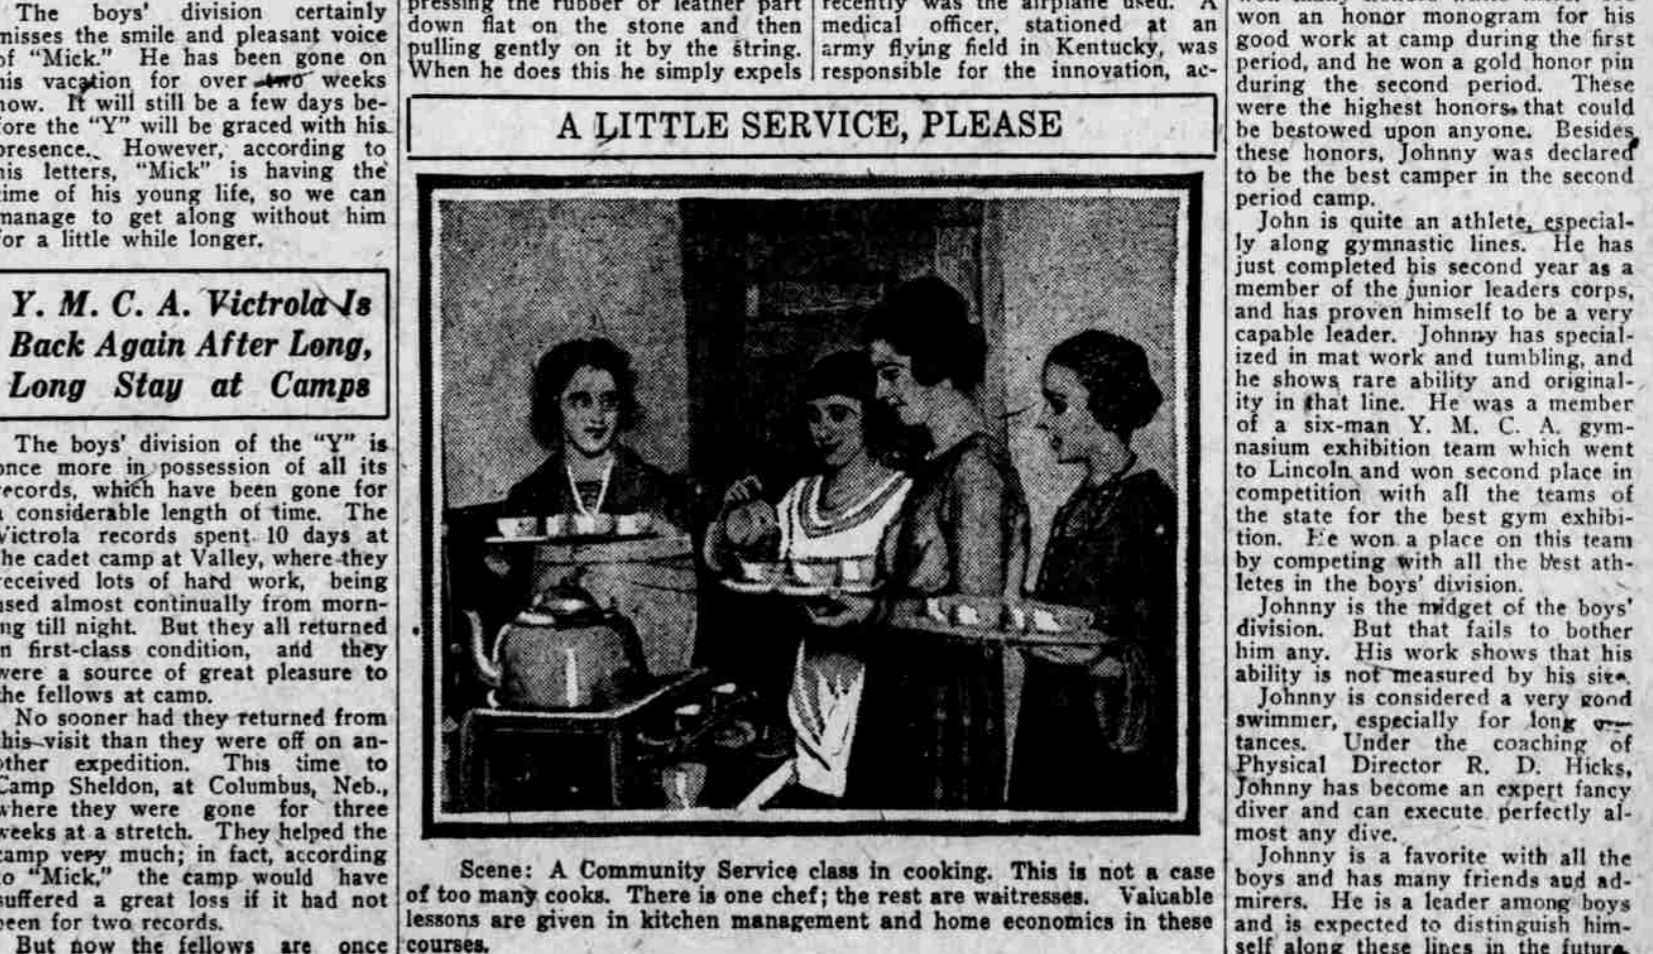 The boys' division certainly
misses the smile and pleasant voice
of "Mick." He has been gone on
his vacation for over two weeks
now. It will still be a few days be-
fore the "Y" will be graced with his
presence. However, according to
his letters, "Mick" is having the
time of his young life, so we can
manage to get along without him
for a little while longer.
Y. M. C. A. Victrola Is
Back Again After Long,
Long Stay at Camps
The boys' division of the "Y" is
once more in possession of all its
records, which have been gone for
a considerable length of time. The
Victrola records spent 10 days at
the cadet camp at Valley, where they
received lots of hard work, being
used almost continually from morn-
ing till night. But they all returned
in first-class condition, and they
were a source of great pleasure to
the fellows at camp.
No sooner had they returned from
this visit than they were off on an-
other expedition. This time to
Camp Sheldon, at Columbus, Neb.,
where they were gone for three
weeks at a stretch. They helped the
camp very much; in fact, according
to "Mick," the camp would have
suffered a great loss if it had not
been for two records.
But now the fellows are once
pressing the rubber or leather part
down flat on the stone and then
pulling gently on it by the string.
When he does this he simply expels
recently was the airplane used. A
medical officer, stationed at an
army flying field in Kentucky, was
responsible for the innovation, ac-
A LITTLE SERVICE, PLEASE
Scene: A Community Service class in cooking. This is not a case
of too many cooks. There is one chef; the rest are waitresses. Valuable
lessons are given in kitchen management and home economics in these
courses.
won an honor monogram for his
good work at camp during the first
period, and he won a gold honor pin
during the second period. These
were the highest honors that could
be bestowed upon anyone. Besides
these honors, Johnny was declared
to be the best camper in the second
period camp.
John is quite an athlete, especial-
ly along gymnastic lines. He has
just completed his second year as a
member of the junior leaders corps,
and has proven himself to be a very
capable leader. Johnny has special-
ized in mat work and tumbling, and
he shows rare ability and original-
ity in that line. He was a member
of a six-man Y. M. C. A. gym-
nasium exhibition team which went
to Lincoln and won second place in
competition with all the teams of
the state for the best gym exhibi-
tion. He won a place on this team
by competing with all the best ath-
letes in the boys' division.
Johnny is the midget of the boys'
division. But that fails to bother
him any. His work shows that his
ability is not measured by his size.
Johnny is considered a very good
swimmer, especially for long
tances. Under the coaching of
Physical Director R. D. Hicks,
Johnny has become an expert fancy
diver and can execute perfectly al-
most any dive.
Johnny is a favorite with all the
boys and has many friends and ad-
mirers. He is a leader among boys
and is expected to distinguish him-
self along these lines in the future.